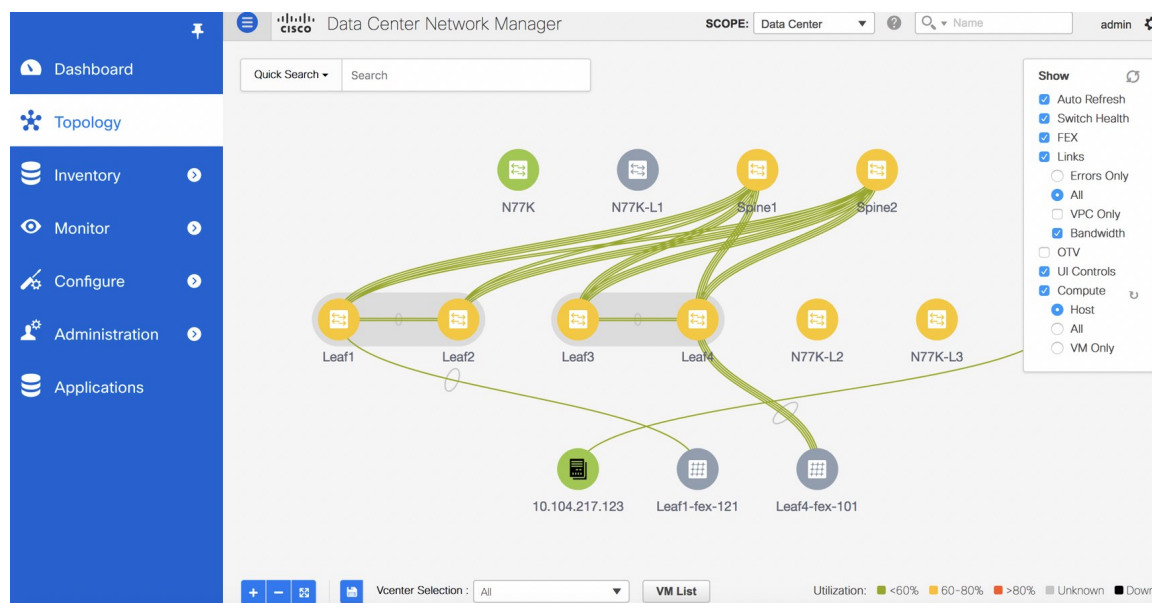 cisco Data Center Network Manager
SCOPE: Data Center
Name
admin
Dashboard
Topology
Inventory
Monitor
Configure
Administration
Applications
Quick Search
Search
Show
Auto Refresh
Switch Health
FEX
Links
Errors Only
All
VPC Only
Bandwidth
OTV
UI Controls
Compute
Host
All
VM Only
N77K
N77K-L1
Spine1
Spine2
Leaf1
Leaf2
Leaf3
Leaf4
N77K-L2
N77K-L3
10.104.217.123
Leaf1-fex-121
Leaf4-fex-101
Vcenter Selection : All
VM List
Utilization: <60% 60-80% >80% Unknown Down